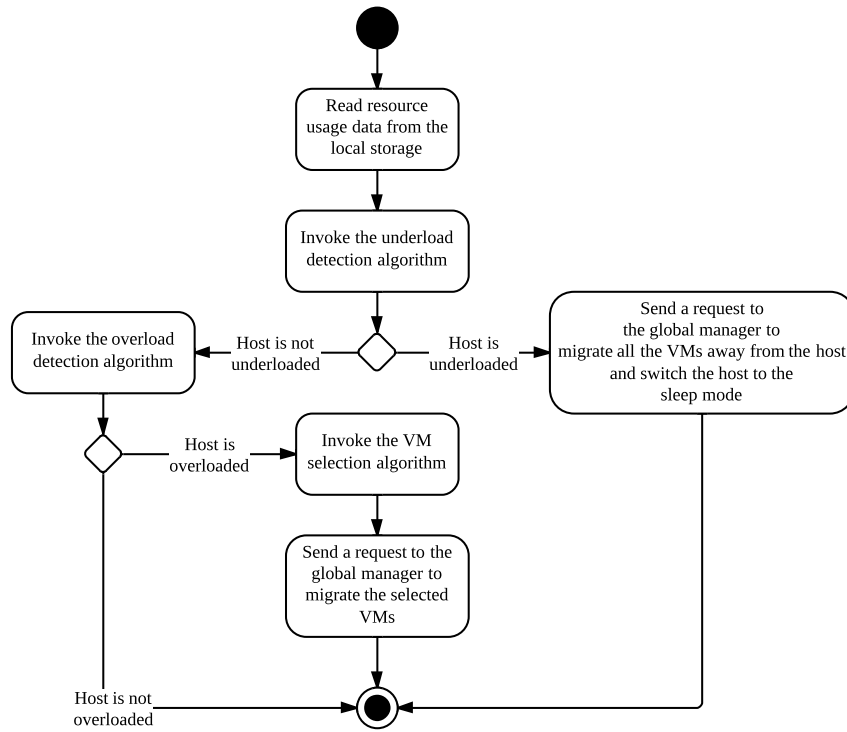 Read resource
usage data from the
local storage
Invoke the underload
detection algorithm
Send a request to
the global manager to
migrate all the VMs away from the host
and switch the host to the
sleep mode
Invoke the overload
detection algorithm
Host is not
underloaded
Host is
underloaded
Host is
overloaded
Invoke the VM
selection algorithm
Send a request to the
global manager to
migrate the selected
VMs
Host is not
overloaded